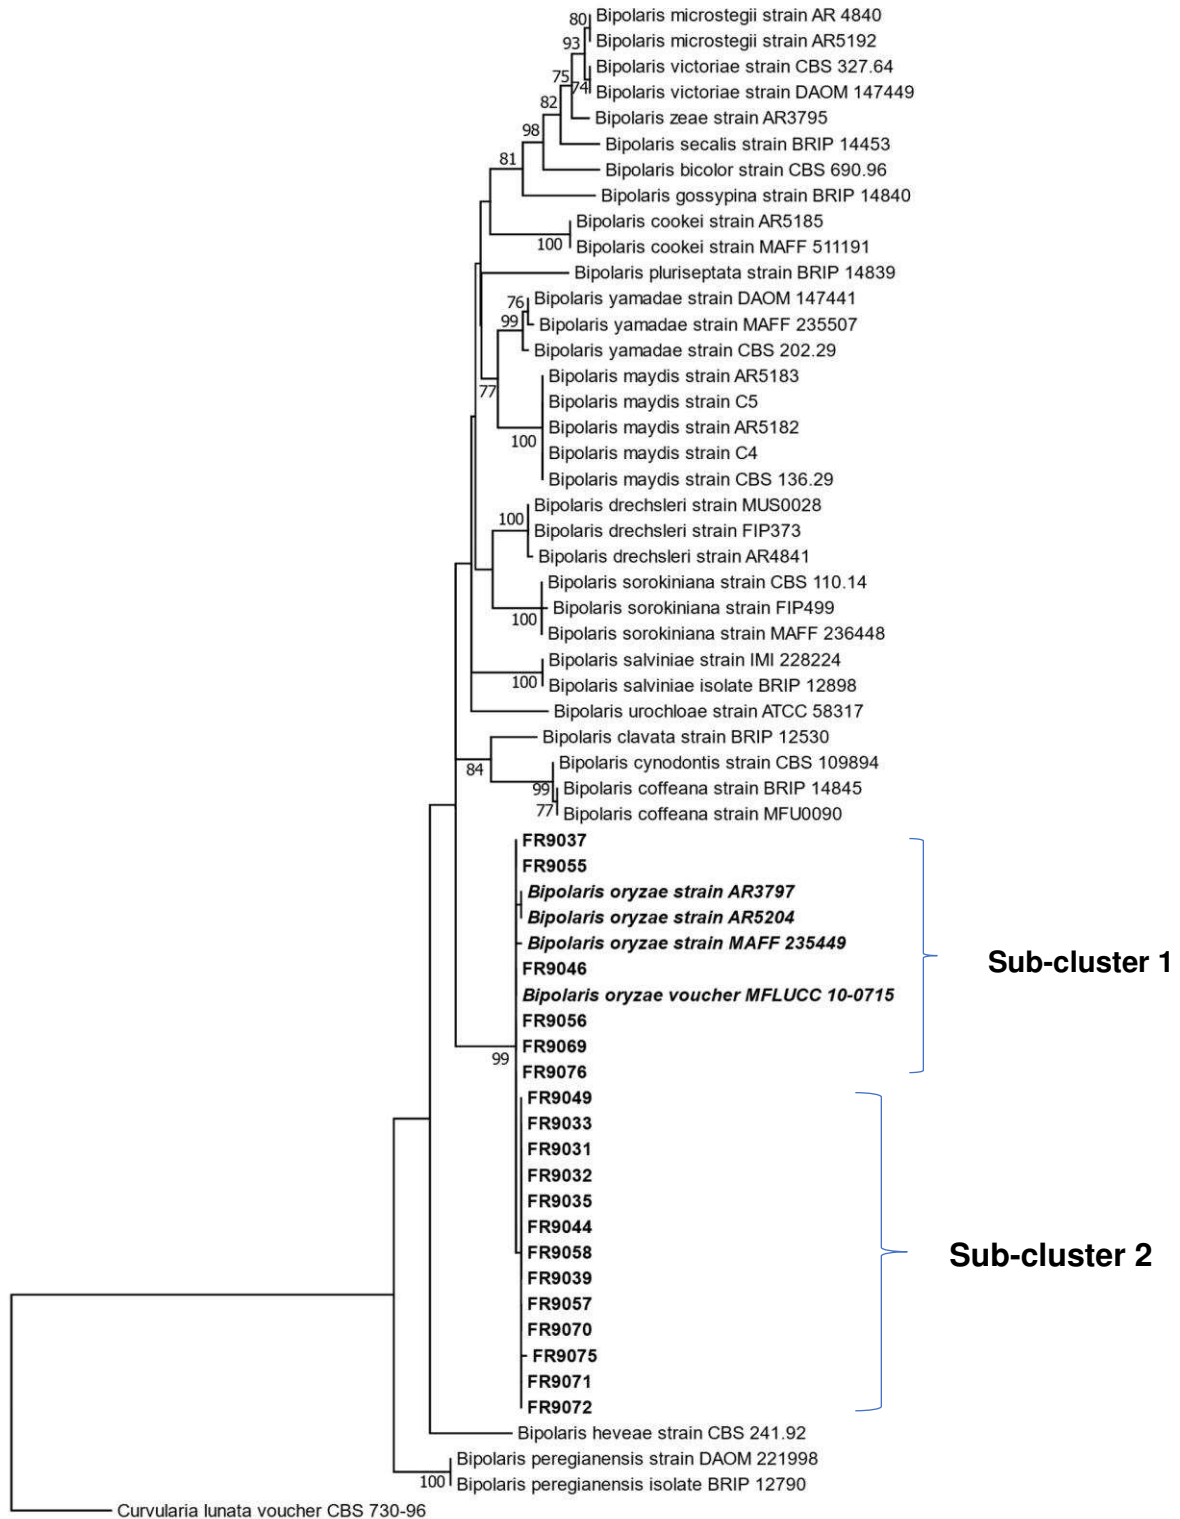 80
Bipolaris microstegii strain AR 4840
Bipolaris microstegii strain AR5192
93
Bipolaris victoriae strain CBS 327.64
75
74
Bipolaris victoriae strain DAOM 147449
82
Bipolaris zeae strain AR3795
98
Bipolaris secalis strain BRIP 14453
81
Bipolaris bicolor strain CBS 690.96
Bipolaris gossypina strain BRIP 14840
Bipolaris cookei strain AR5185
100
Bipolaris cookei strain MAFF 511191
Bipolaris pluriseptata strain BRIP 14839
76
Bipolaris yamadae strain DAOM 147441
99
Bipolaris yamadae strain MAFF 235507
Bipolaris yamadae strain CBS 202.29
Bipolaris maydis strain AR5183
77
Bipolaris maydis strain C5
Bipolaris maydis strain AR5182
100
Bipolaris maydis strain C4
Bipolaris maydis strain CBS 136.29
Bipolaris drechsleri strain MUS0028
100
Bipolaris drechsleri strain FIP373
Bipolaris drechsleri strain AR4841
Bipolaris sorokiniana strain CBS 110.14
Bipolaris sorokiniana strain FIP499
100
Bipolaris sorokiniana strain MAFF 236448
Bipolaris salviniae strain IMI 228224
100
Bipolaris salviniae isolate BRIP 12898
Bipolaris urochloae strain ATCC 58317
Bipolaris clavata strain BRIP 12530
84
Bipolaris cynodontis strain CBS 109894
99
Bipolaris coffeana strain BRIP 14845
77
Bipolaris coffeana strain MFU0090
FR9037
FR9055
Bipolaris oryzae strain AR3797
Bipolaris oryzae strain AR5204
Bipolaris oryzae strain MAFF 235449
Sub-cluster 1
FR9046
Bipolaris oryzae voucher MFLUCC 10-0715
FR9056
FR9069
99
FR9076
FR9049
FR9033
FR9031
FR9032
FR9035
FR9044
FR9058
Sub-cluster 2
FR9039
FR9057
FR9070
FR9075
FR9071
FR9072
Bipolaris heveae strain CBS 241.92
Bipolaris peregianensis strain DAOM 221998
100
Bipolaris peregianensis isolate BRIP 12790
Curvularia lunata voucher CBS 730-96